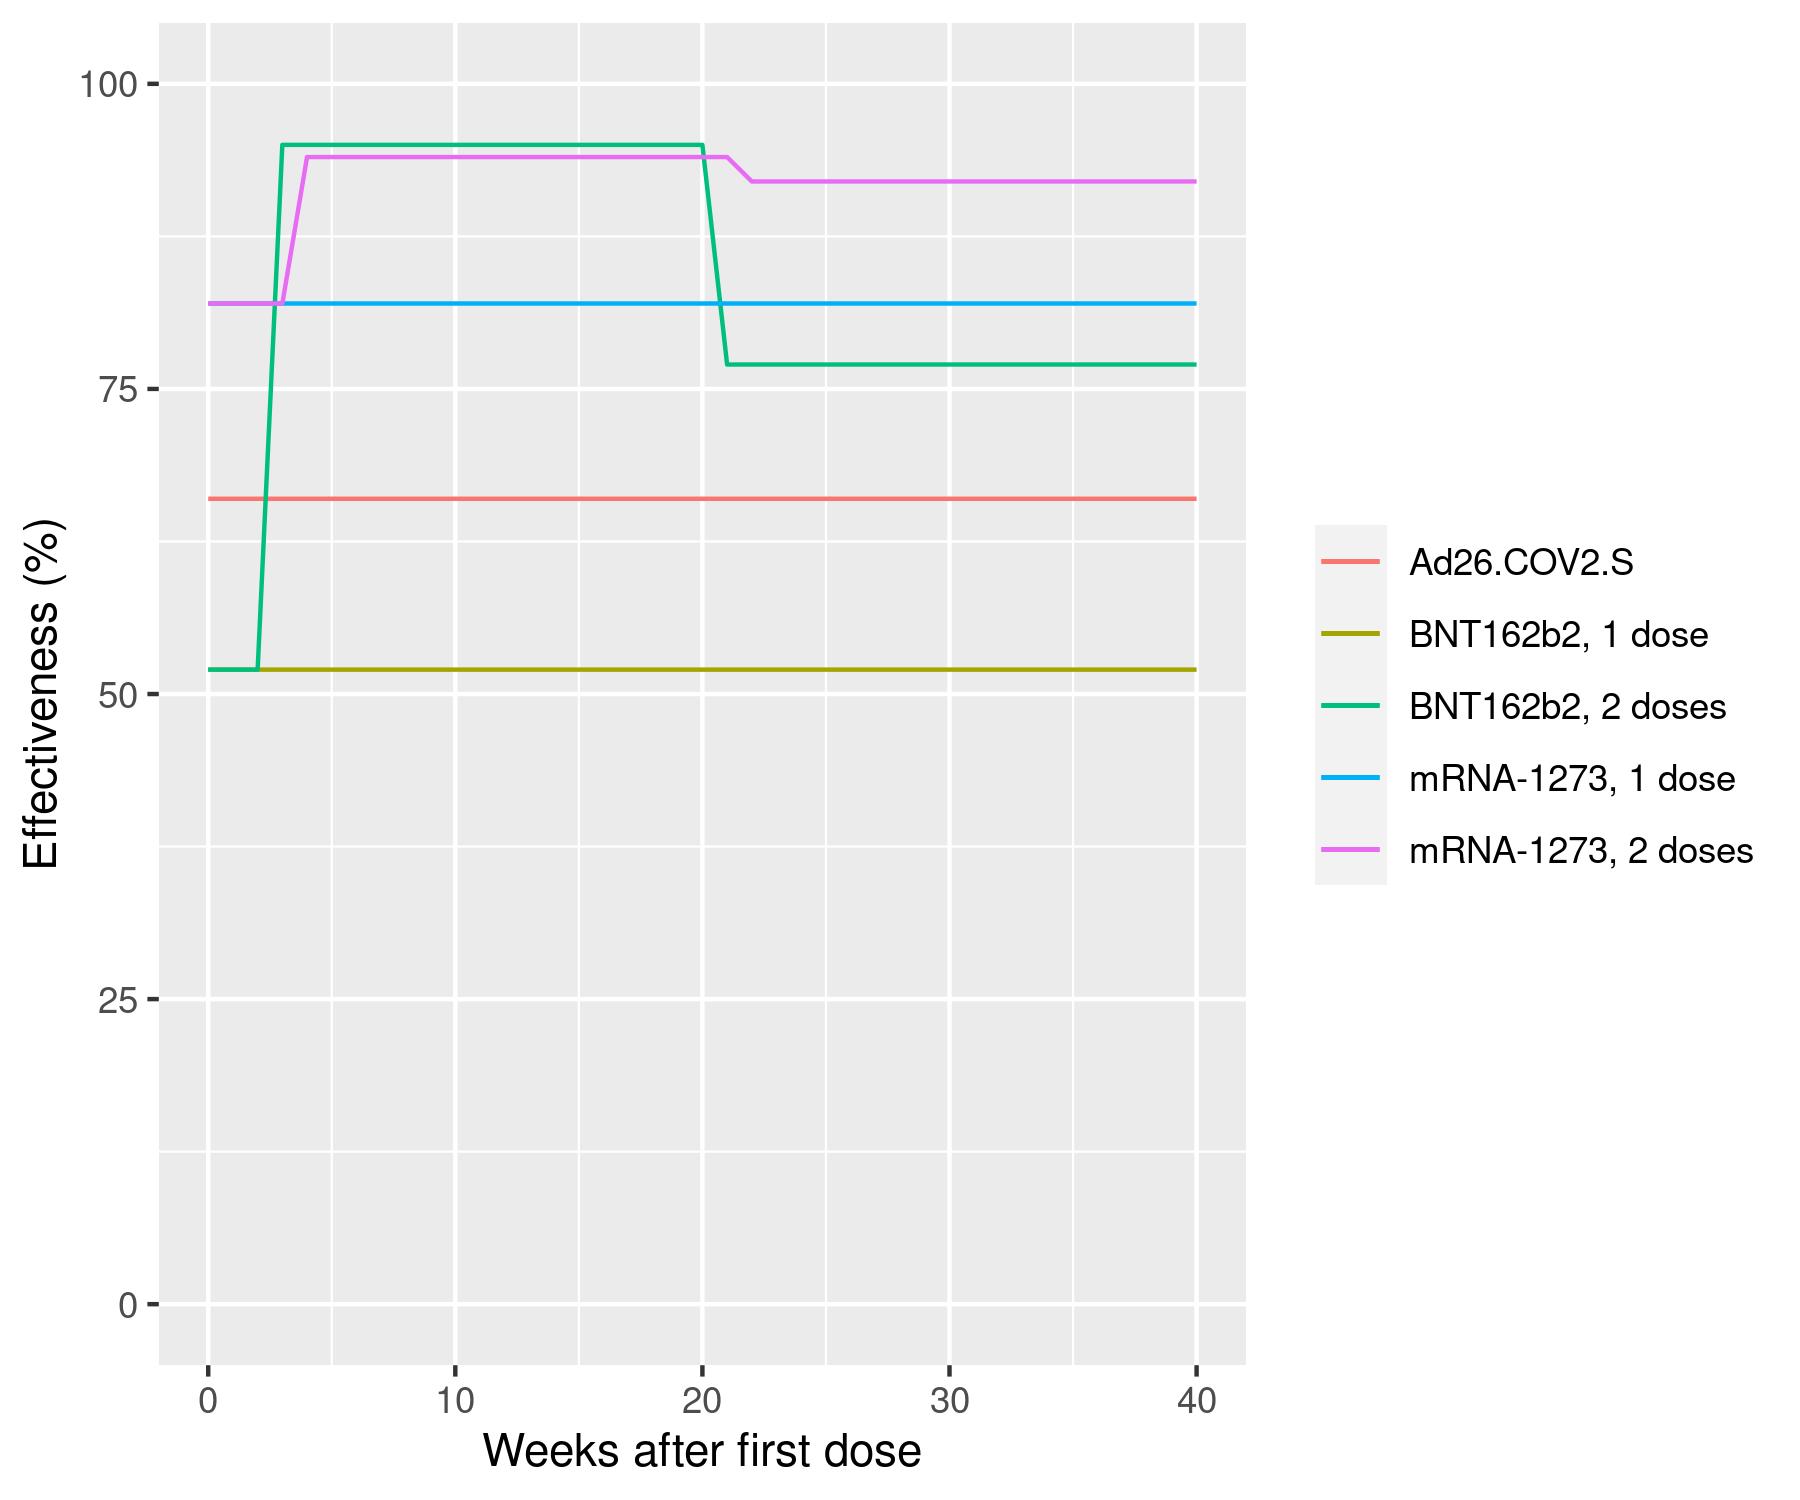 100
75
50
25
0
Effectiveness (%)
0 10 20 30 40
Weeks after first dose
Ad26.COV2.S
BNT162b2, 1 dose
BNT162b2, 2 doses
mRNA-1273, 1 dose
mRNA-1273, 2 doses